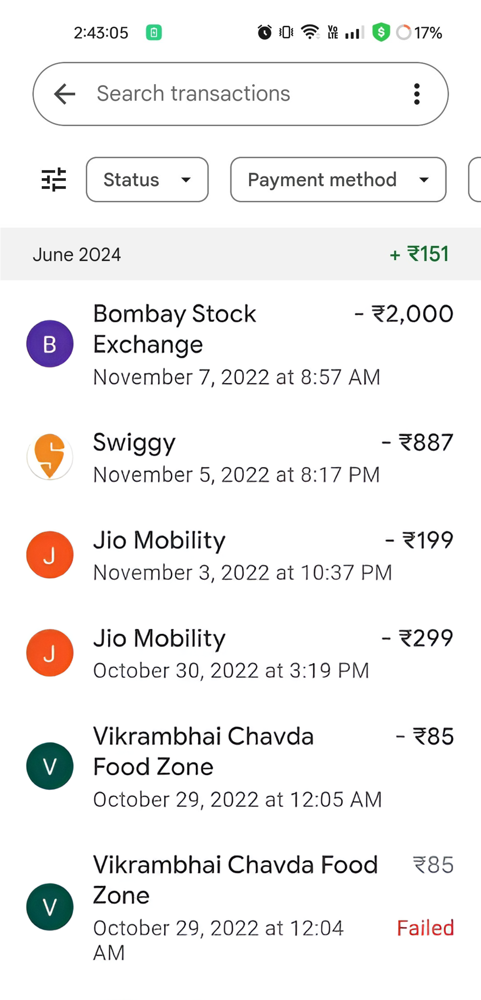 2:43:05 VoLTE 17%
Search transactions
Status Payment method
June 2024 + ₹151
Bombay Stock - ₹2,000
Exchange
B
November 7, 2022 at 8:57 AM
Swiggy - ₹887
November 5, 2022 at 8:17 PM
Jio Mobility - ₹199
J
November 3, 2022 at 10:37 PM
Jio Mobility - ₹299
J
October 30, 2022 at 3:19 PM
Vikrambhai Chavda - ₹85
Food Zone
V
October 29, 2022 at 12:05 AM
Vikrambhai Chavda Food ₹85
Zone
V
October 29, 2022 at 12:04 Failed
AM